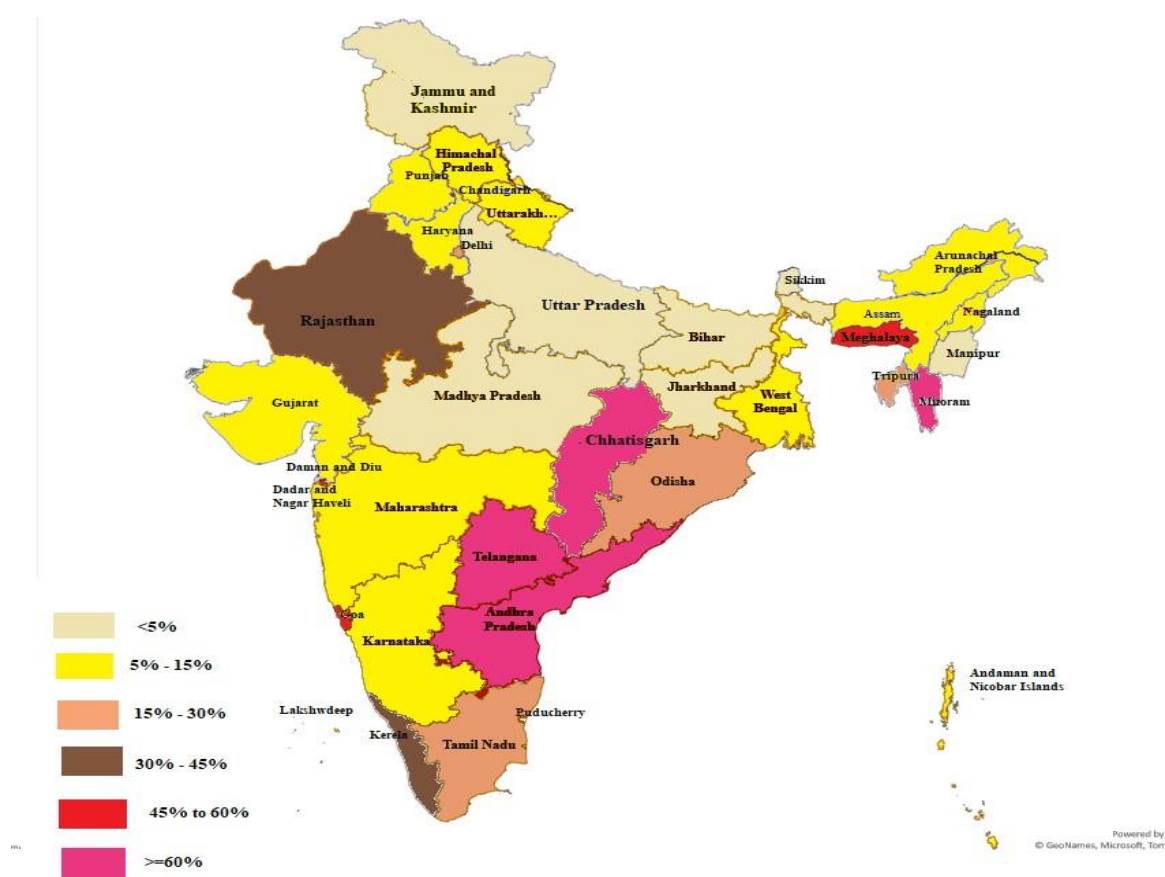 Jammu and
Kashmir
Himachal
Pradesh
Punjab
Chandigarh
Uttarakh...
Haryana
Delhi
Arunachal
Pradesh
Sikkim
Uttar Pradesh
Rajasthan
Assam
Nagaland
Bihar
Meghalaya
Manipur
Tripura
Jharkhand
Madhya Pradesh
West
Bengal
Mizoram
Gujarat
Chhatisgarh
Daman and Diu
Odisha
Dadar and
Nagar Haveli
Maharashtra
Telangana
Goa
Andhra
Pradesh
Karnataka
Andaman and
Nicobar Islands
Lakshwdeep
Puducherry
Kerela
Tamil Nadu
<5%
5% - 15%
15% - 30%
30% - 45%
45% to 60%
>=60%
Powered by
© GeoNames, Microsoft, Tom